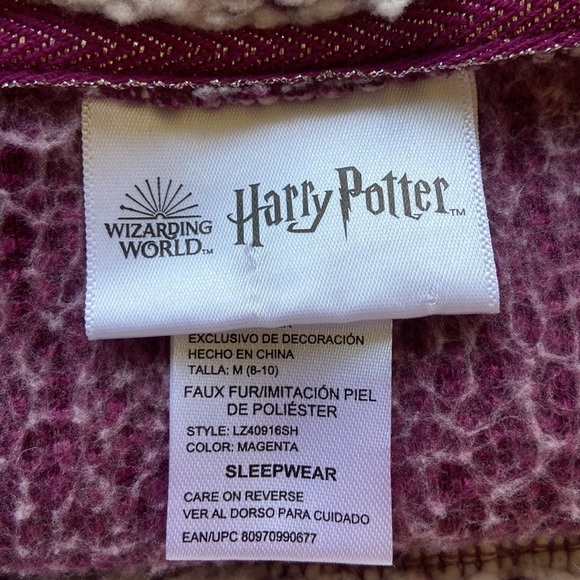 WIZARDING
WORLD™
Harry Potter™
EXCLUSIVO DE DECORACIÓN
HECHO EN CHINA
TALLA: M (8-10)
FAUX FUR/IMITACIÓN PIEL
DE POLIÉSTER
STYLE: LZ40916SH
COLOR: MAGENTA
SLEEPWEAR
CARE ON REVERSE
VER AL DORSO PARA CUIDADO
EAN/UPC 80970990677